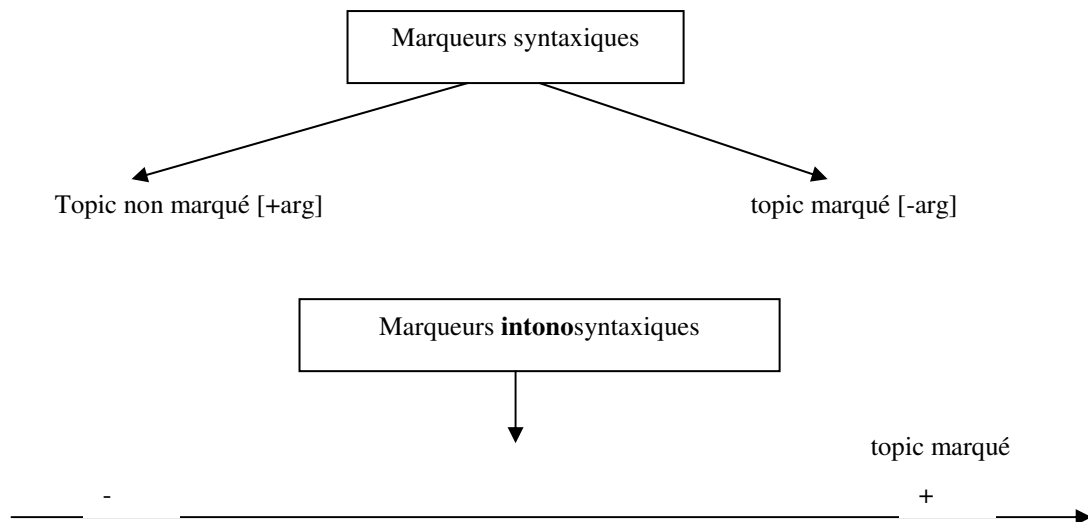 Marqueurs syntaxiques
Topic non marqué [+arg] topic marqué [-arg]
Marqueurs intonosyntaxiques
topic marqué
- +